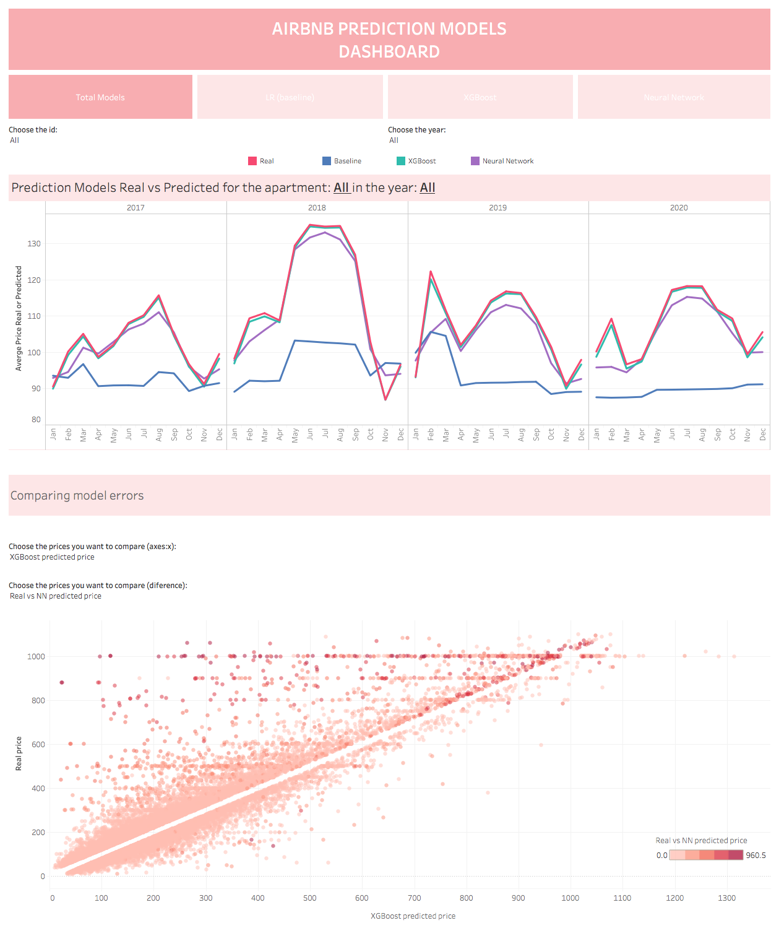 AIRBNB PREDICTION MODELS
DASHBOARD
Total Models
LR (baseline)
XGBoost
Neural Network
Choose the id:
All
Choose the year:
All
Real
Baseline
XGBoost
Neural Network
Prediction Models Real vs Predicted for the apartment: All in the year: All
2017 2018 2019 2020
Averge Price Real or Predicted
130
120
110
100
90
80
Jan Feb Mar Apr May Jun Jul Aug Sep Oct Nov Dec Jan Feb Mar Apr May Jun Jul Aug Sep Oct Nov Dec Jan Feb Mar Apr May Jun Jul Aug Sep Oct Nov Dec Jan Feb Mar Apr May Jun Jul Aug Sep Oct Nov Dec
Comparing model errors
Choose the prices you want to compare (axes:x):
XGBoost predicted price
Choose the prices you want to compare (diference):
Real vs NN predicted price
Real price
1000
800
600
400
200
0
Real vs NN predicted price
0.0 960.5
0 100 200 300 400 500 600 700 800 900 1000 1100 1200 1300
XGBoost predicted price